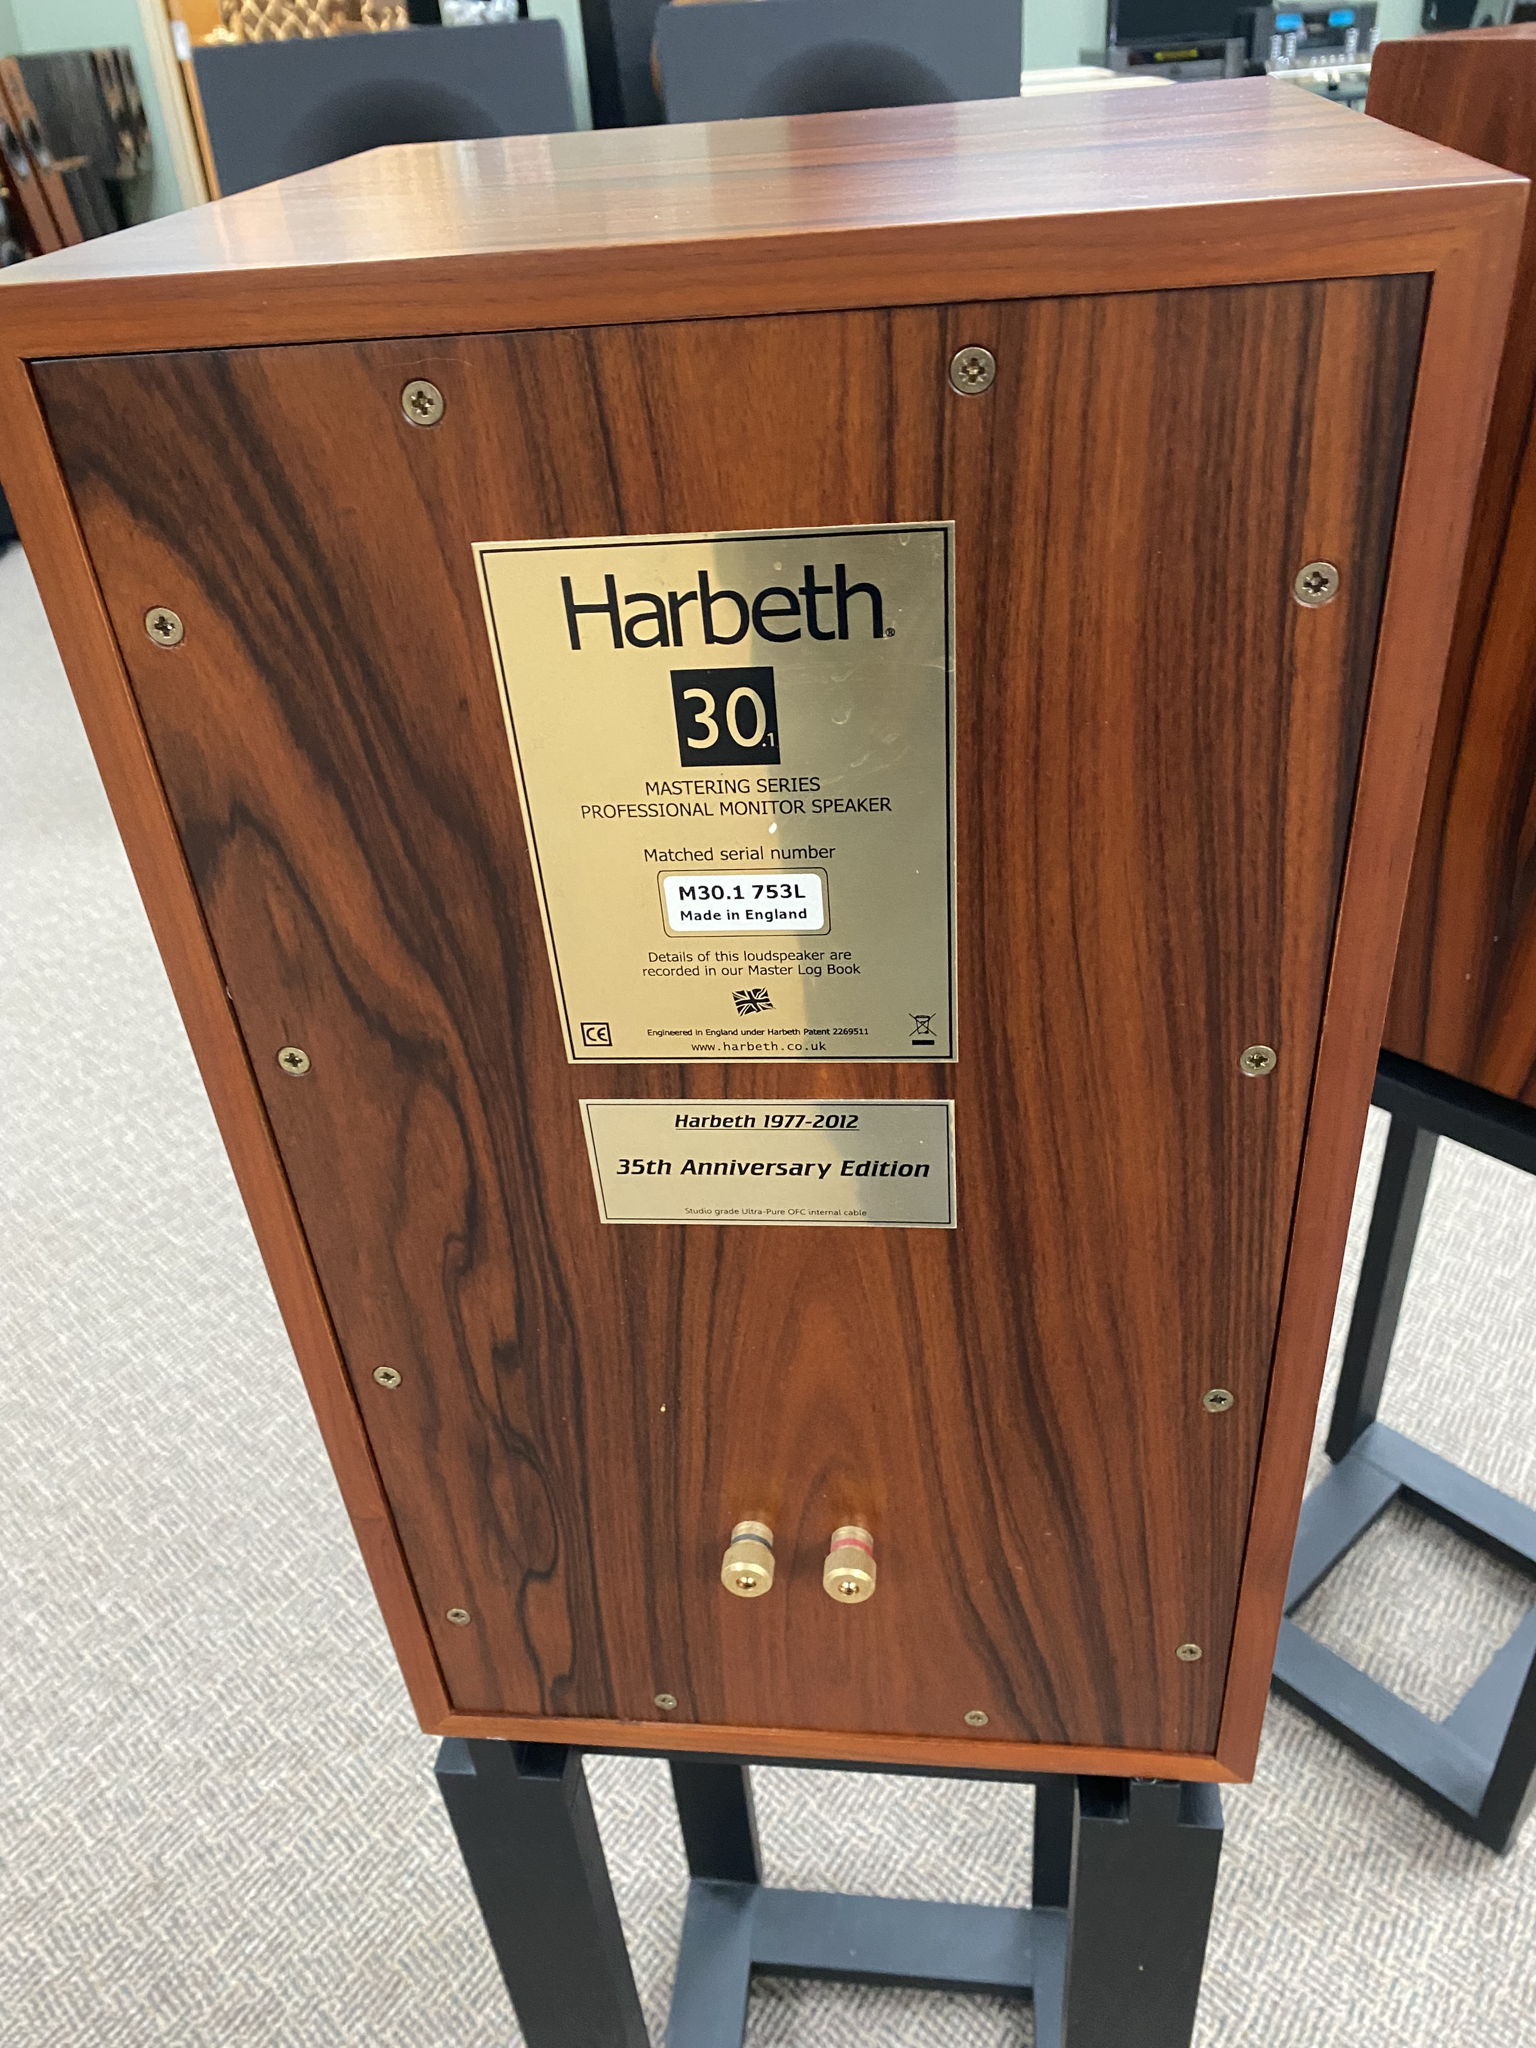 Harbeth®
30.1
MASTERING SERIES
PROFESSIONAL MONITOR SPEAKER
Matched serial number
M30.1 753L
Made in England
Details of this loudspeaker are
recorded in our Master Log Book
CE
Engineered in England under Harbeth Patent 2269511
www.harbeth.co.uk
Harbeth 1977-2012
35th Anniversary Edition
Studio grade Ultra-Pure OFC internal cable